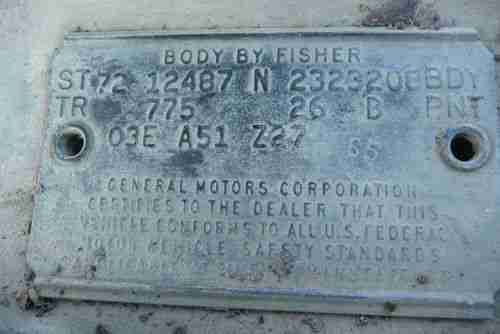 BODY BY FISHER
ST 72 12487 N 232320 BDY
TR 775 26 B PNT
03E A51 Z27
GENERAL MOTORS CORPORATION
CERTIFIES TO THE DEALER THAT THIS
VEHICLE CONFORMS TO ALL U.S. FEDERAL
VEHICLE SAFETY STANDARDS